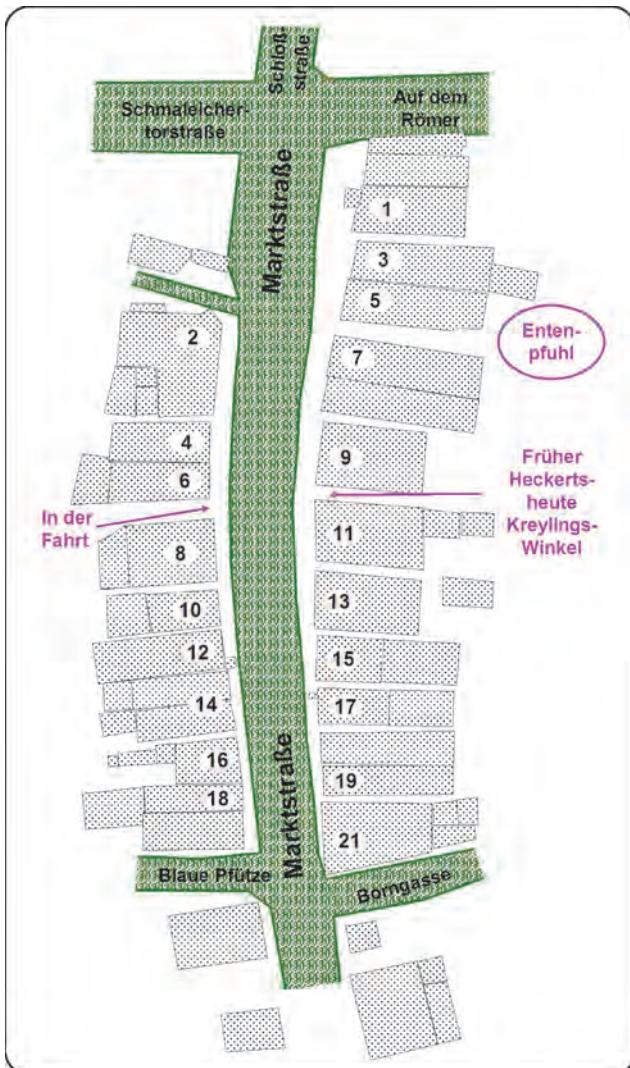 Schloß-
straße
Schmaleicher-
torstraße
Auf dem
Römer
Marktstraße
1
3
5
Enten-
pfuhl
2
7
4
9
6
Früher
Heckerts-
heute
Kreylings-
Winkel
In der
Fahrt
11
8
13
10
12
15
14
17
16
19
18
Marktstraße
21
Blaue Pfütze
Borngasse